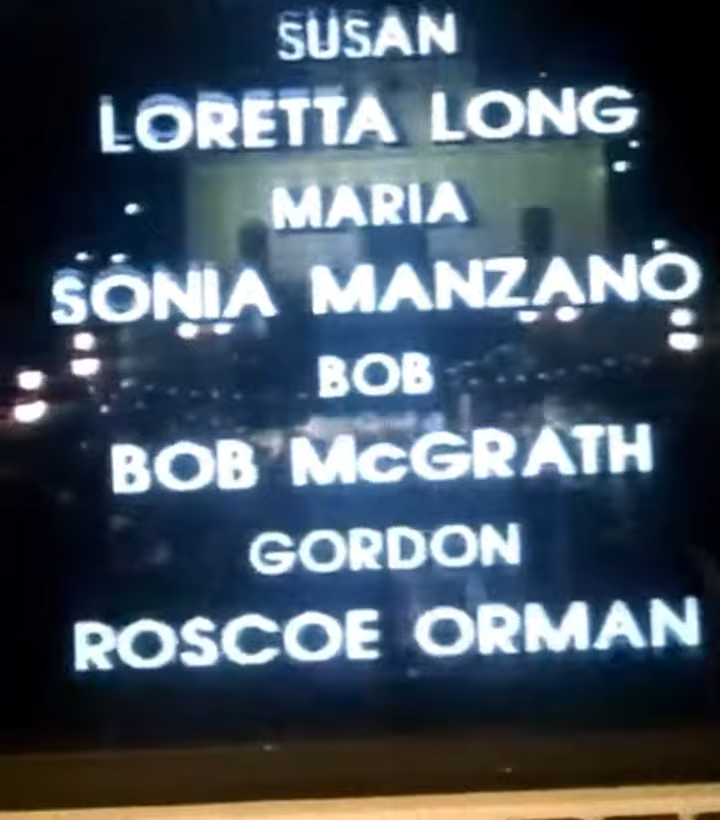 SUSAN
LORETTA LONG
MARIA
SONIA MANZANO
BOB
BOB McGRATH
GORDON
ROSCOE ORMAN